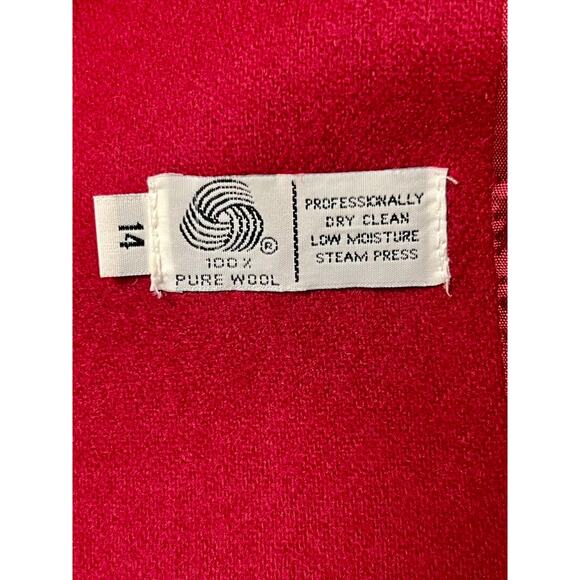 14
®
100%
PURE WOOL
PROFESSIONALLY
DRY CLEAN
LOW MOISTURE
STEAM PRESS